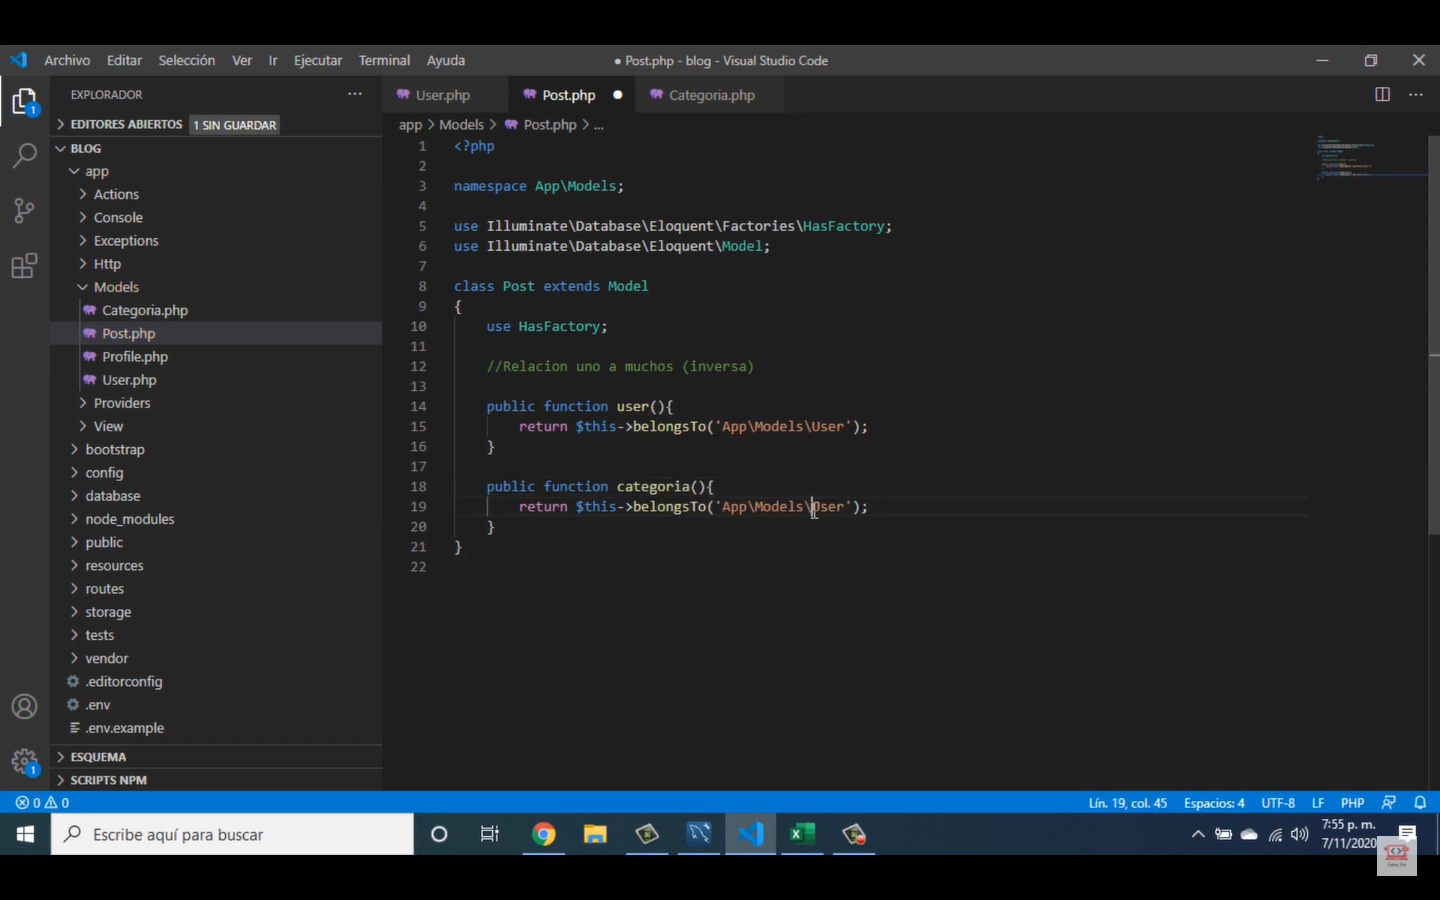 Archivo Editar Selección Ver Ir Ejecutar Terminal Ayuda
● Post.php - blog - Visual Studio Code
EXPLORADOR
EDITORES ABIERTOS 1 SIN GUARDAR
BLOG
app
Actions
Console
Exceptions
Http
Models
Categoria.php
Post.php
Profile.php
User.php
Providers
View
bootstrap
config
database
node_modules
public
resources
routes
storage
tests
vendor
.editorconfig
.env
.env.example
ESQUEMA
SCRIPTS NPM
1
1
User.php Post.php ● Categoria.php
app > Models > Post.php > ...
1 <?php
2
3 namespace App\Models;
4
5 use Illuminate\Database\Eloquent\Factories\HasFactory;
6 use Illuminate\Database\Eloquent\Model;
7
8 class Post extends Model
9 {
10 use HasFactory;
11
12 //Relacion uno a muchos (inversa)
13
14 public function user(){
15 return $this->belongsTo('App\Models\User');
16 }
17
18 public function categoria(){
19 return $this->belongsTo('App\Models\User');
20 }
21 }
22
0 0
Lín. 19, col. 45 Espacios: 4 UTF-8 LF PHP
Escribe aquí para buscar
7:55 p. m.
7/11/2020